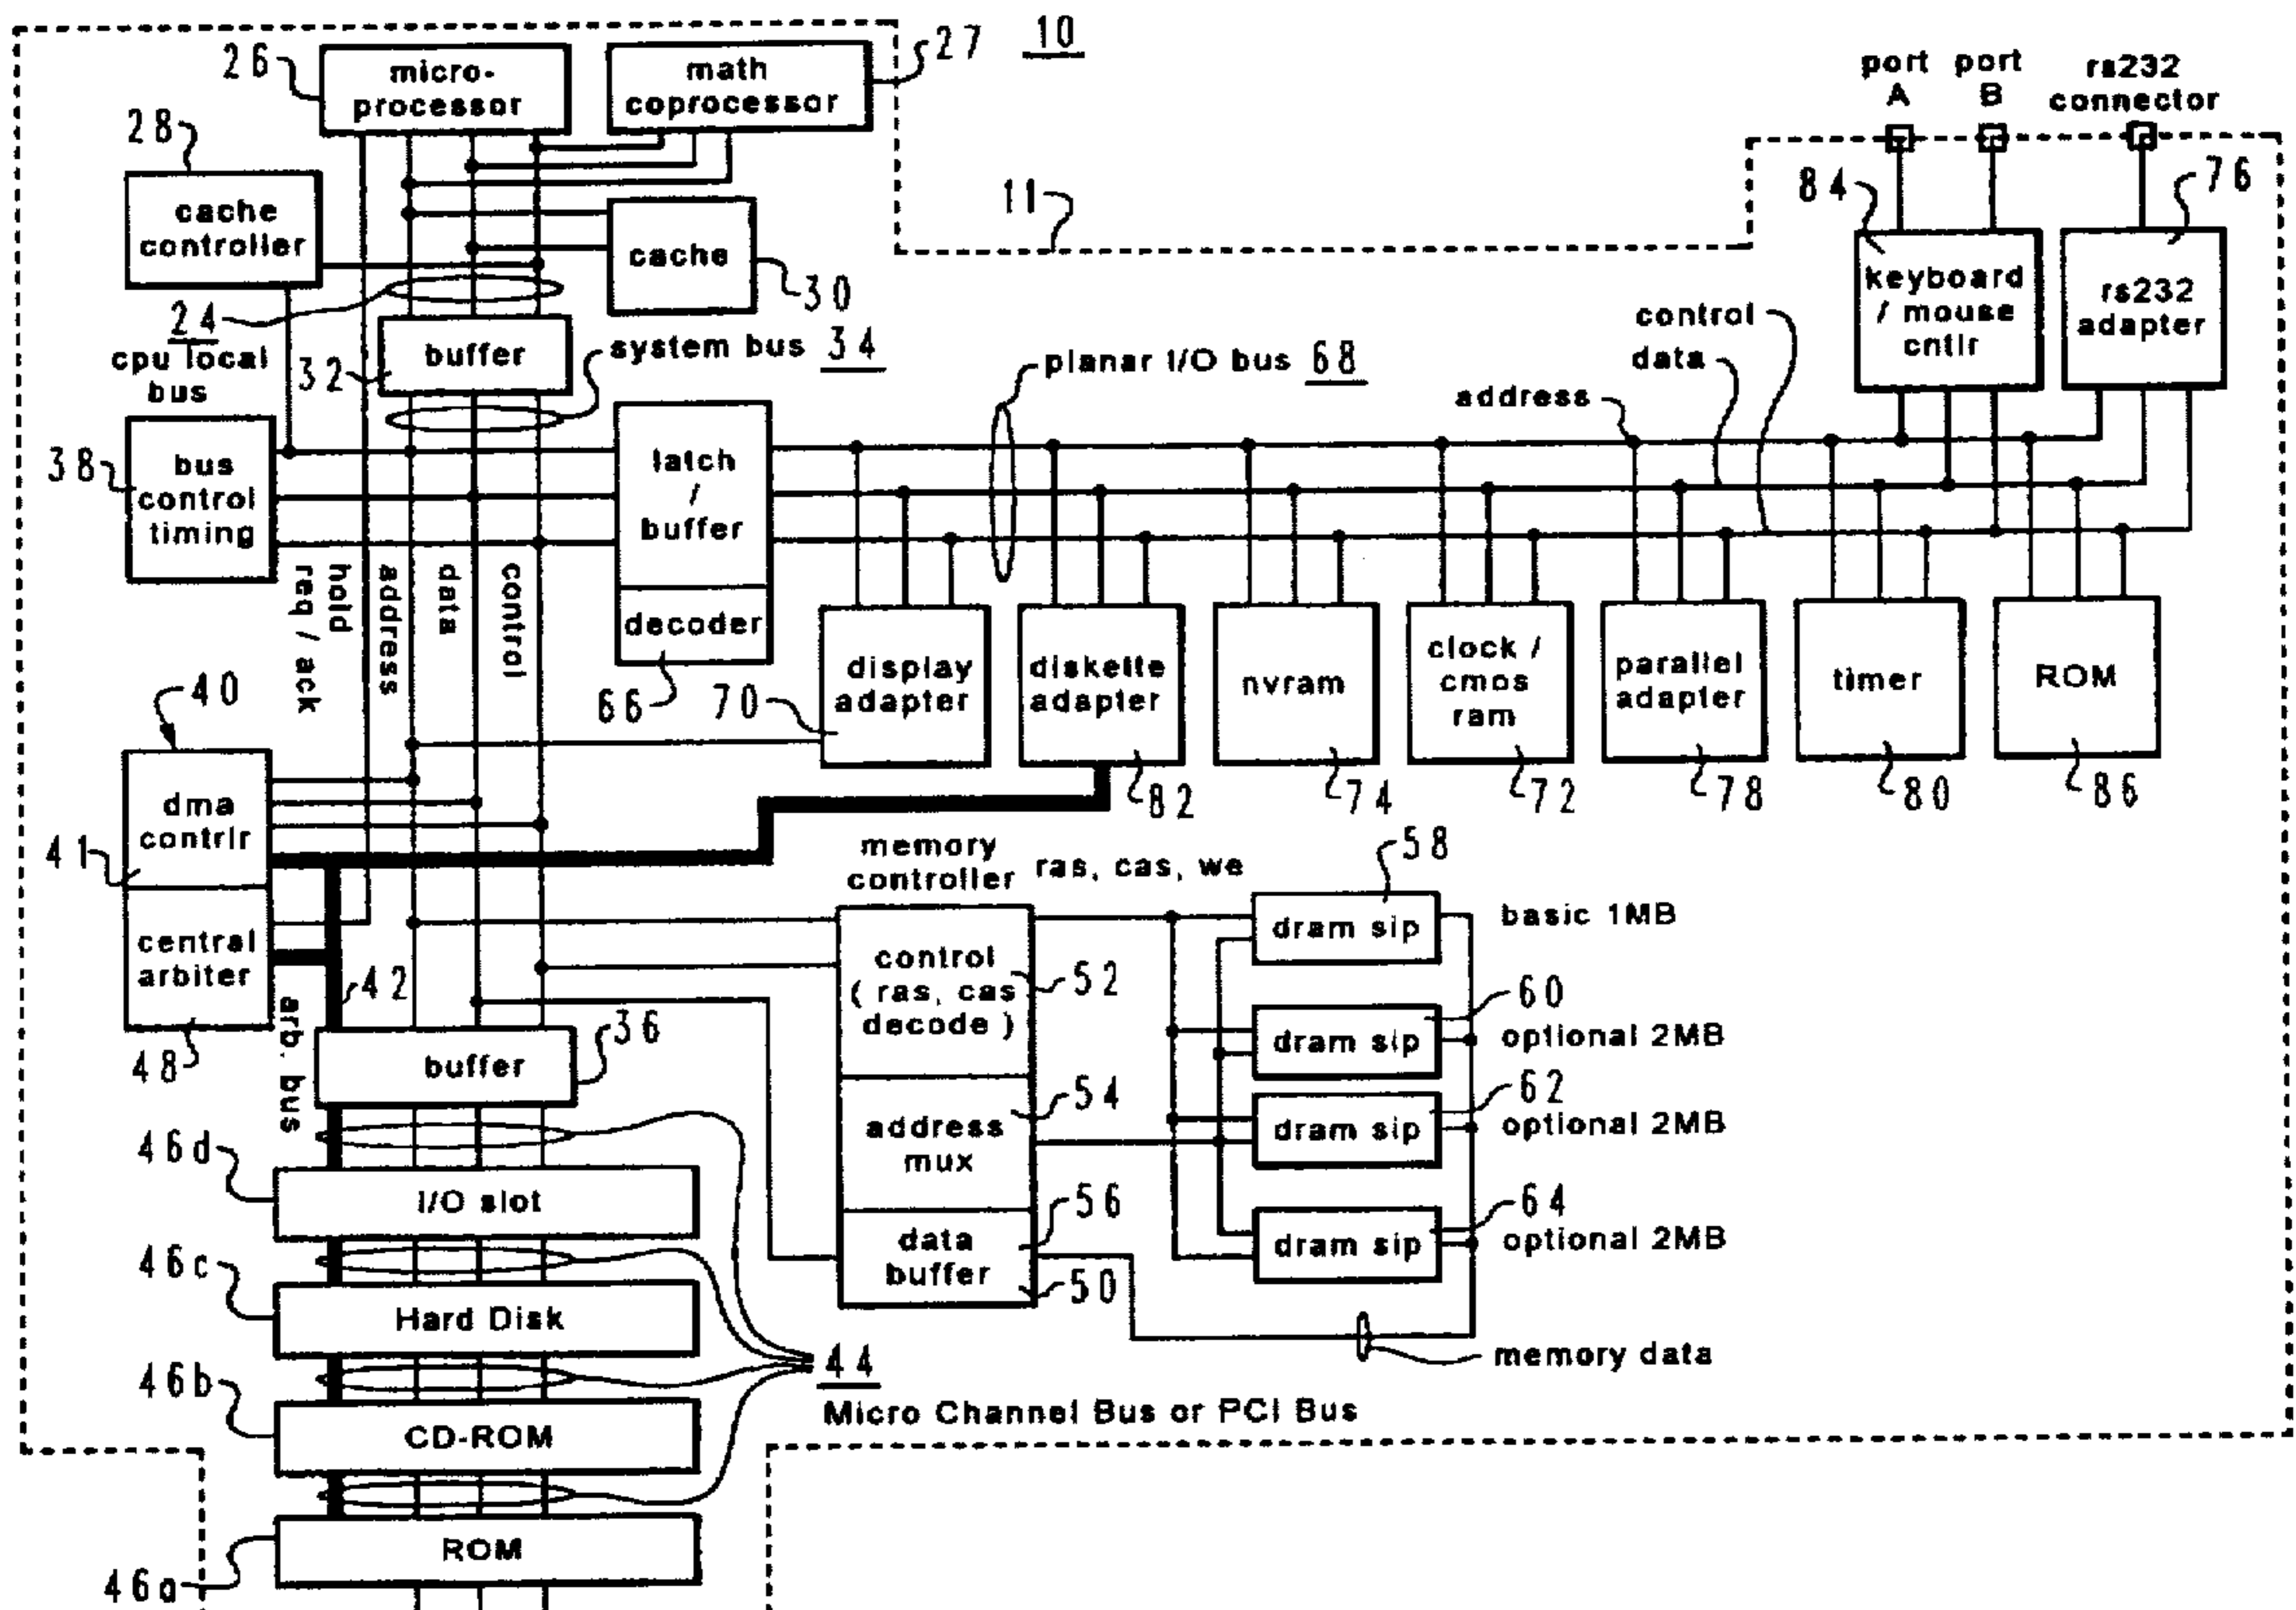 10
26
micro-
processor
math
coprocessor
27
port
A
port
B
rs232
connector
28
cache
controller
cache
30
11
84
keyboard
/ mouse
cntlr
76
rs232
adapter
24
cpu local
bus
32
buffer
system bus 34
planar I/O bus 68
address
data
control
38
bus
control
timing
latch
/
buffer
decoder
66
hold
req / ack
address
data
control
70
display
adapter
diskette
adapter
82
nvram
74
clock /
cmos
ram
72
parallel
adapter
78
timer
80
ROM
86
40
dma
contrlr
41
central
arbiter
48
42
arb. bus
buffer
36
memory
controller
ras, cas, we
control
( ras, cas
decode )
52
address
mux
54
data
buffer
56
50
58
dram sip
basic 1MB
60
dram sip
optional 2MB
62
dram sip
optional 2MB
64
dram sip
optional 2MB
memory data
46d
I/O slot
46c
Hard Disk
46b
CD-ROM
46a
ROM
44
Micro Channel Bus or PCI Bus